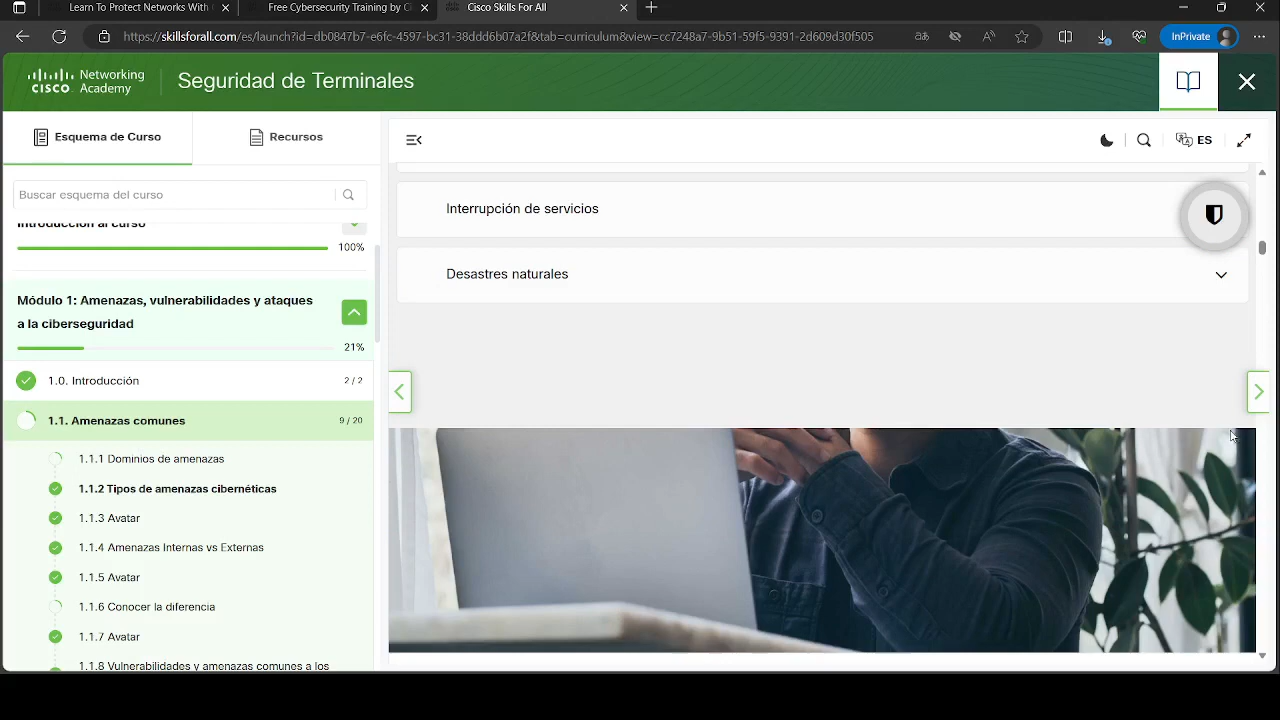 Learn To Protect Networks With
Free Cybersecurity Training by Ci
Cisco Skills For All
https://skillsforall.com/es/launch?id=db0847b7-e6fc-4597-bc31-38ddd6b07a2f&tab=curriculum&view=cc7248a7-9b51-59f5-9391-2d609d30f505
InPrivate
CISCO Networking Academy
Seguridad de Terminales
Esquema de Curso
Recursos
ES
Buscar esquema del curso
Introducción al curso
100%
Módulo 1: Amenazas, vulnerabilidades y ataques
a la ciberseguridad
21%
1.0. Introducción
2 / 2
1.1. Amenazas comunes
9 / 20
1.1.1 Dominios de amenazas
1.1.2 Tipos de amenazas cibernéticas
1.1.3 Avatar
1.1.4 Amenazas Internas vs Externas
1.1.5 Avatar
1.1.6 Conocer la diferencia
1.1.7 Avatar
1.1.8 Vulnerabilidades y amenazas comunes a los
Interrupción de servicios
Desastres naturales